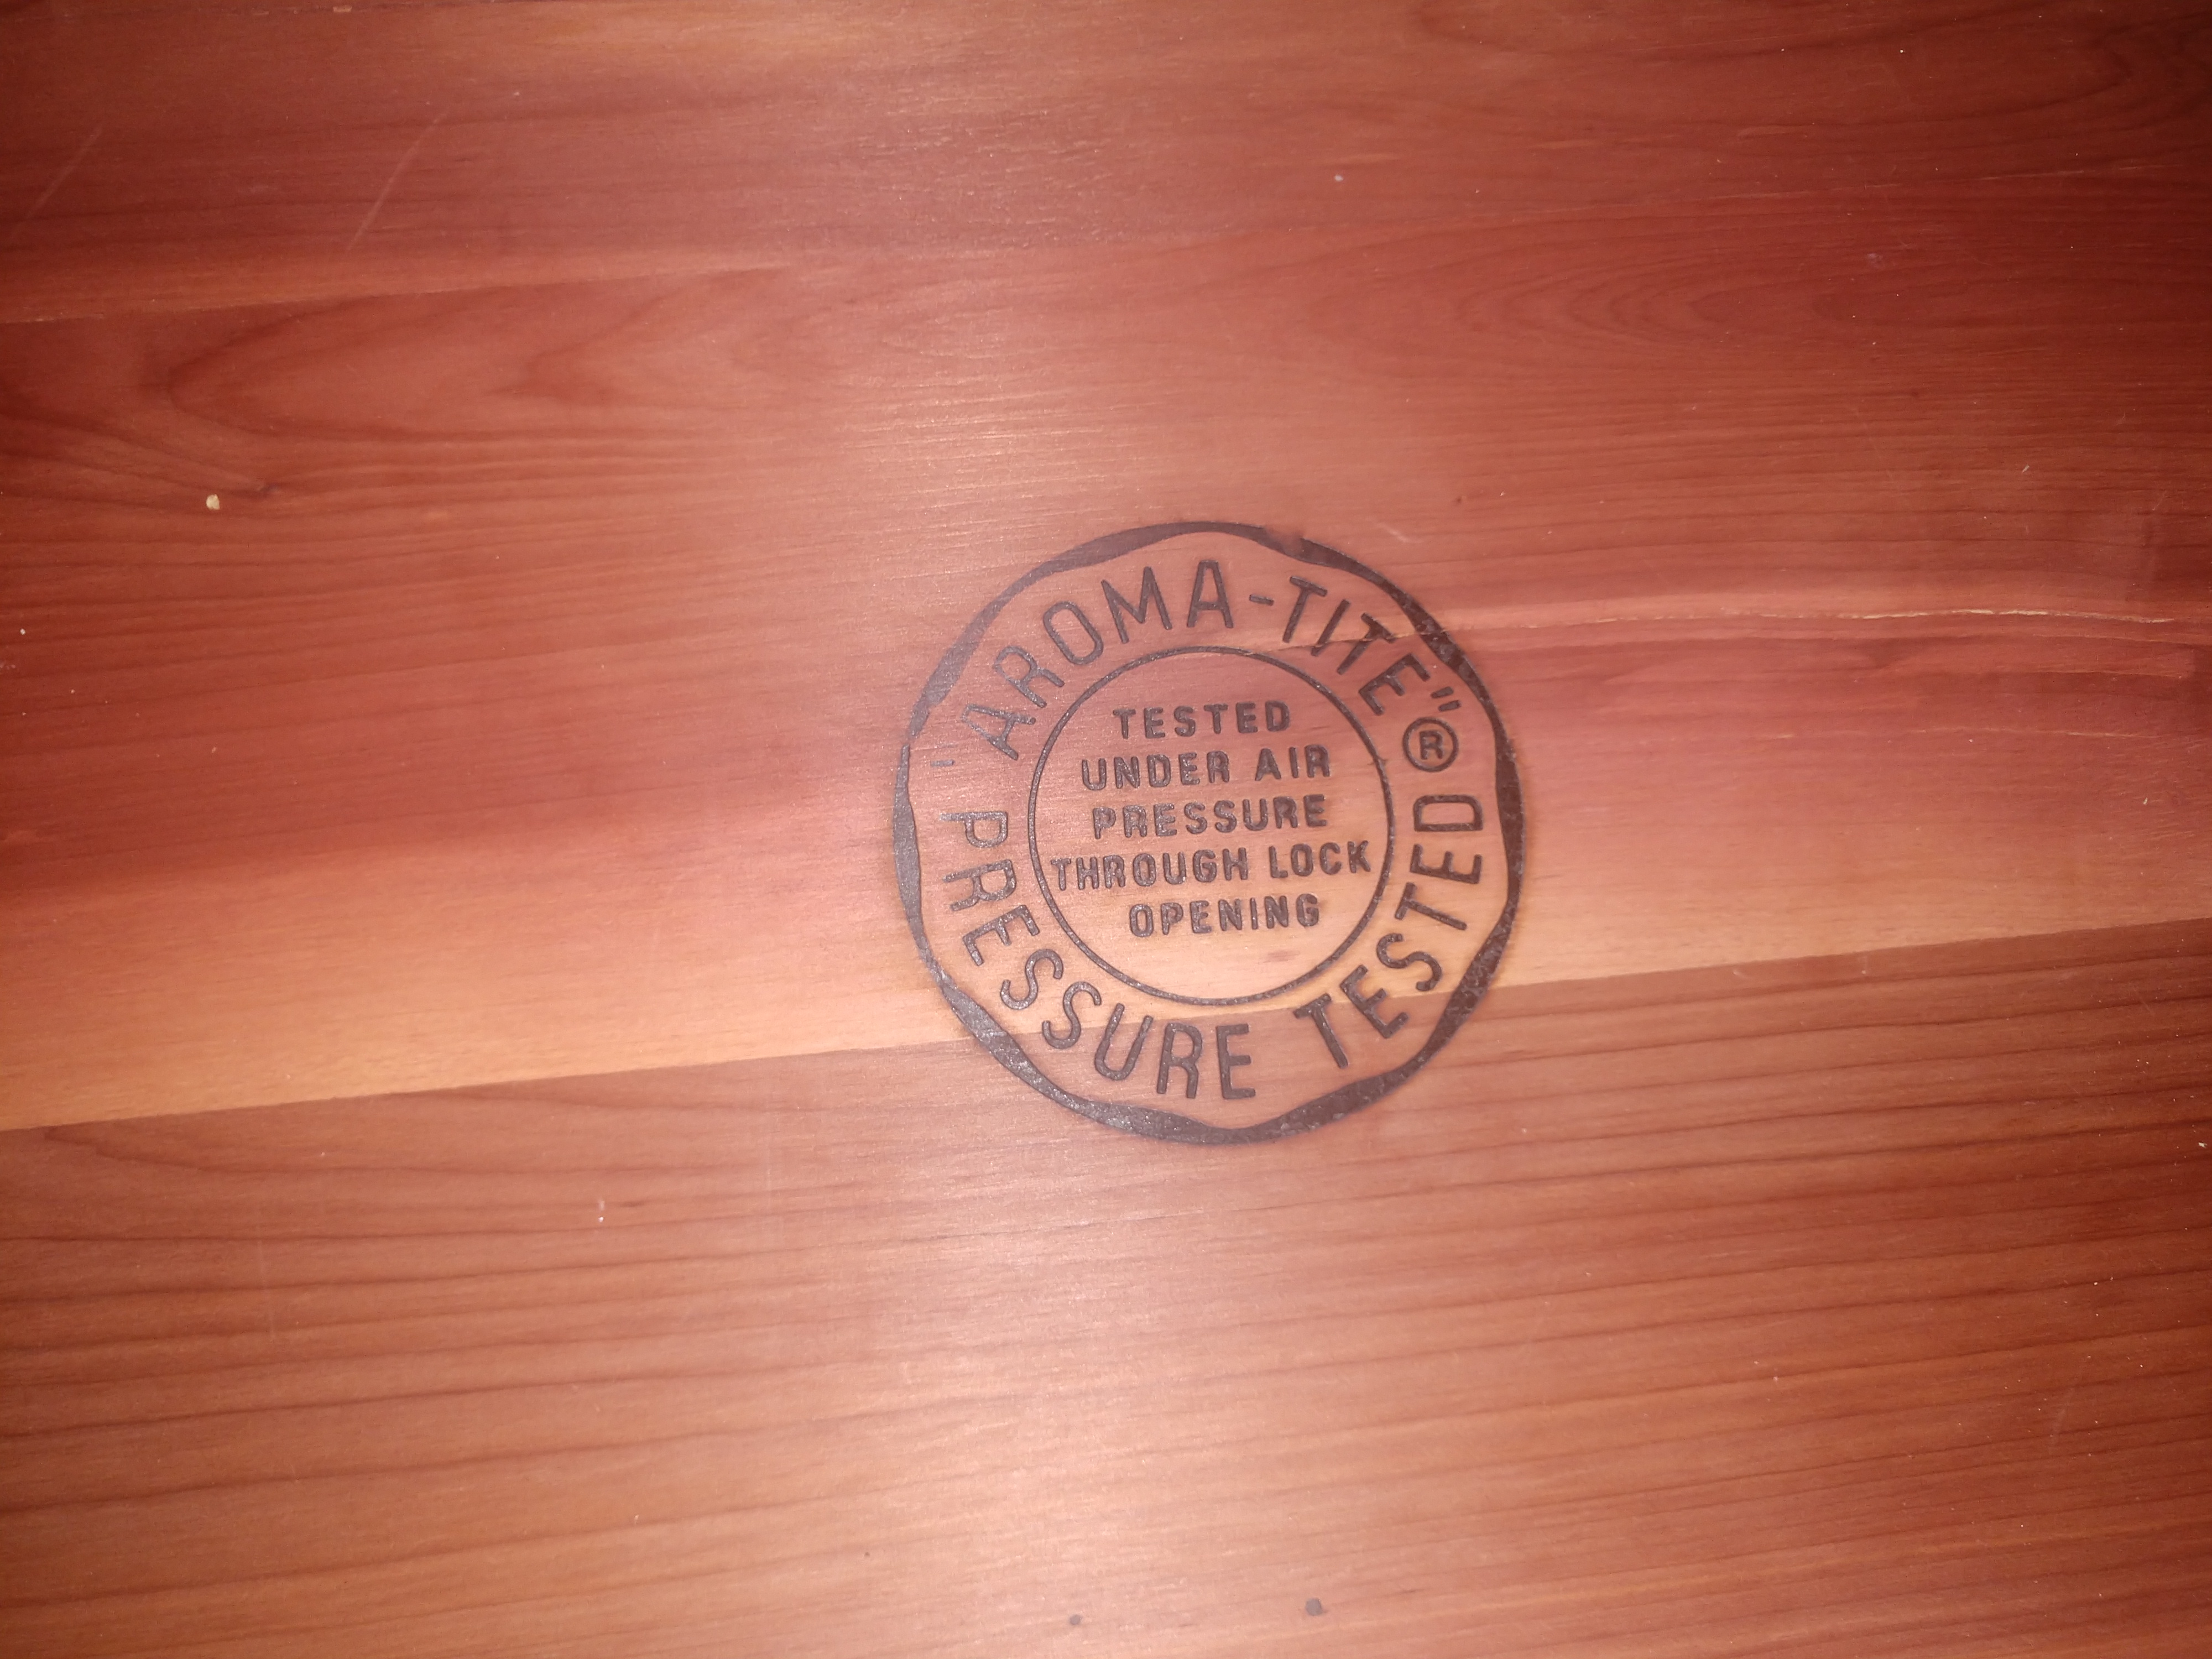 "AROMA-TITE"®
TESTED
UNDER AIR
PRESSURE
THROUGH LOCK
OPENING
PRESSURE TESTED